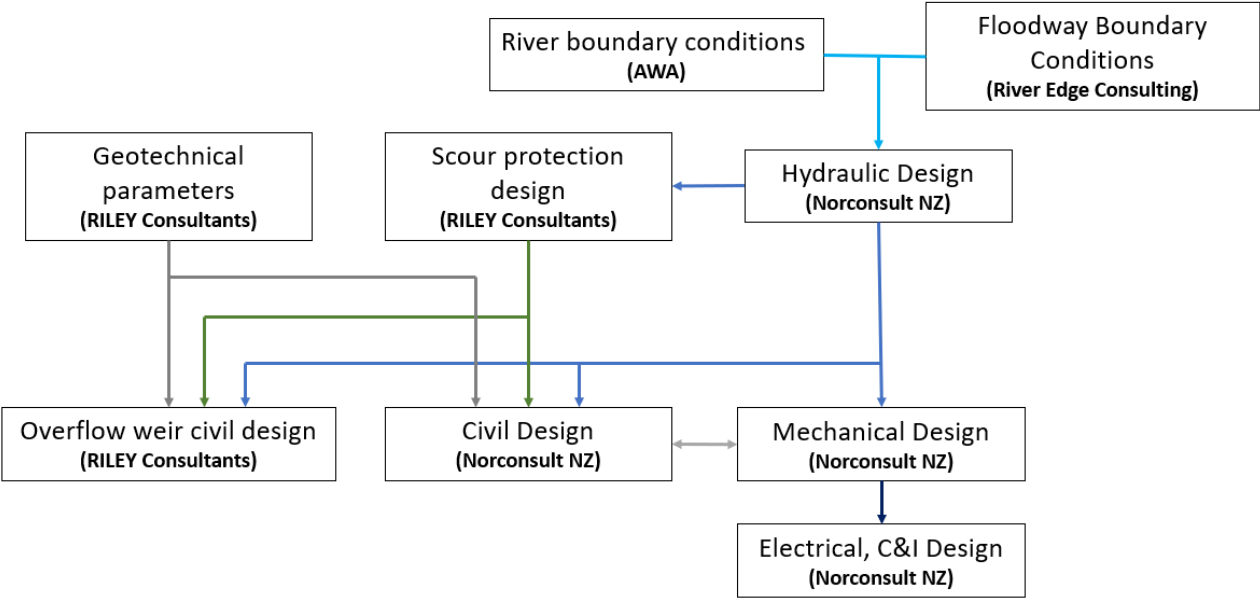 River boundary conditions
(AWA)
Floodway Boundary
Conditions
(River Edge Consulting)
Geotechnical
parameters
(RILEY Consultants)
Scour protection
design
(RILEY Consultants)
Hydraulic Design
(Norconsult NZ)
Overflow weir civil design
(RILEY Consultants)
Civil Design
(Norconsult NZ)
Mechanical Design
(Norconsult NZ)
Electrical, C&I Design
(Norconsult NZ)